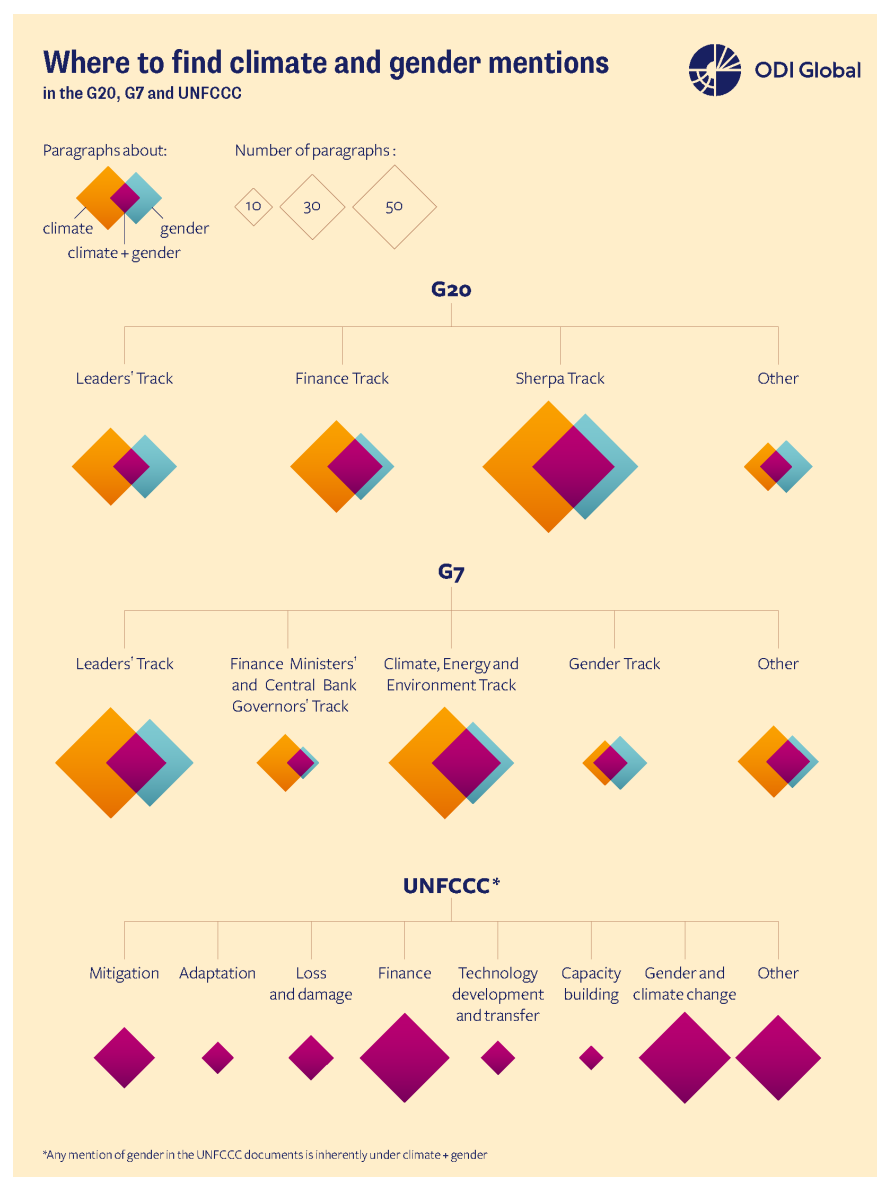 Where to find climate and gender mentions
in the G20, G7 and UNFCCC
ODI Global
Paragraphs about:
climate
gender
climate + gender
Number of paragraphs :
10
30
50
G20
Leaders' Track
Finance Track
Sherpa Track
Other
G7
Leaders' Track
Finance Ministers'
and Central Bank
Governors' Track
Climate, Energy and
Environment Track
Gender Track
Other
UNFCCC*
Mitigation
Adaptation
Loss
and damage
Finance
Technology
development
and transfer
Capacity
building
Gender and
climate change
Other
*Any mention of gender in the UNFCCC documents is inherently under climate + gender